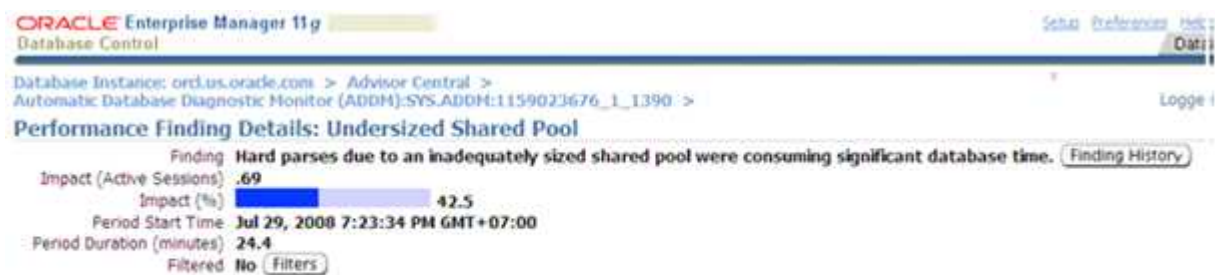 ORACLE Enterprise Manager 11g
Database Control
Setup Preferences
Database Instance: orcl.us.oracle.com > Advisor Central >
Automatic Database Diagnostic Monitor (ADDM):SYS.ADDM:1159023676_1_1390 >
Performance Finding Details: Undersized Shared Pool
Finding Hard parses due to an inadequately sized shared pool were consuming significant database time. Finding History
Impact (Active Sessions) .69
Impact (%) 42.5
Period Start Time Jul 29, 2008 7:23:34 PM GMT+07:00
Period Duration (minutes) 24.4
Filtered No Filters